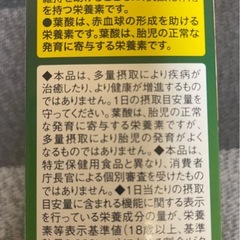 を持つ栄養素です。
●葉酸は、赤血球の形成を助ける
栄養素であるとともに、胎児の正常な
発育に寄与する栄養素です。
◆本品は、多量摂取により疾病が
治癒したり、より健康が増進するもの
ではありません。1日の摂取目安量を
守ってください。葉酸は、胎児の正常
な発育に寄与する栄養素ですが、
多量摂取により胎児の発育がよく
なるものではありません。◆本品は、
特定保健用食品と異なり、消費者
庁長官による個別審査を受けたもの
ではありません。◆1日当たりの摂取
目安量に含まれる機能に関する表示
を行っている栄養成分の量が、栄養
素等表示基準値(18歳以上、基準